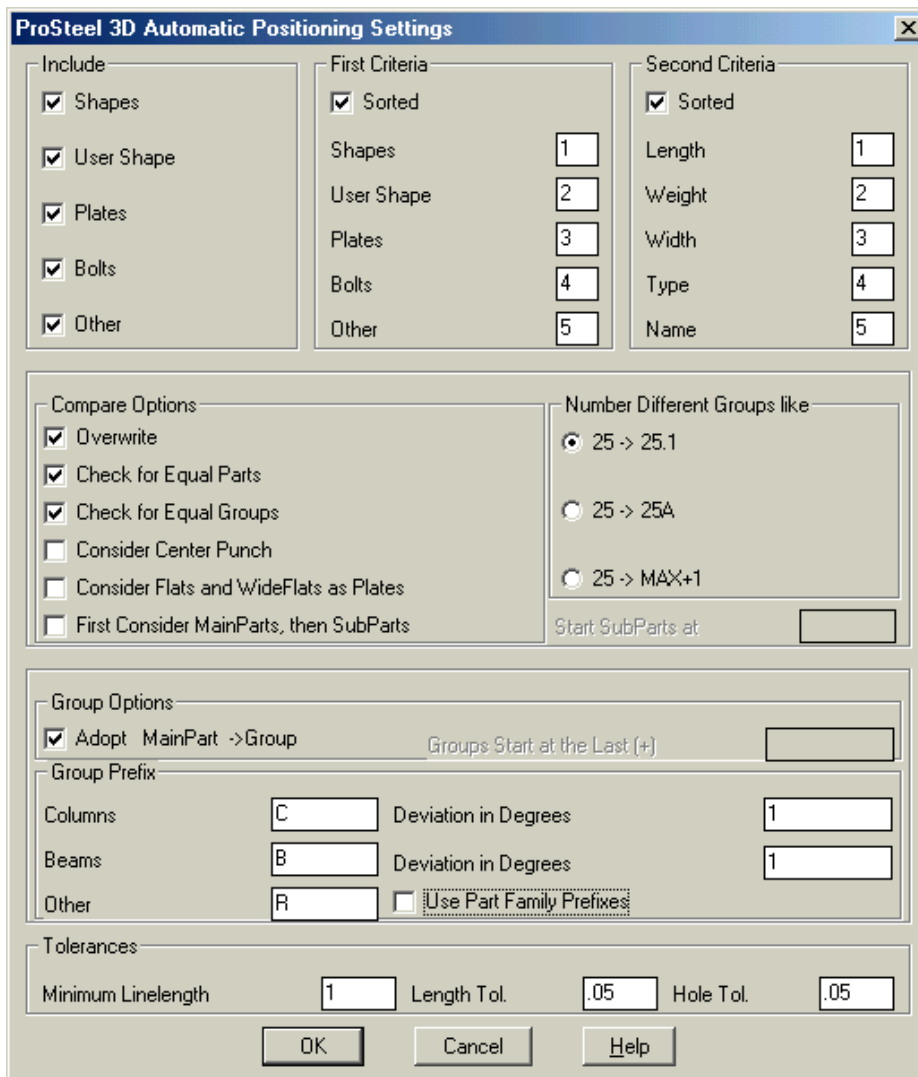 ProSteel 3D Automatic Positioning Settings
Include
Shapes
User Shape
Plates
Bolts
Other
First Criteria
Sorted
Shapes 1
User Shape 2
Plates 3
Bolts 4
Other 5
Second Criteria
Sorted
Length 1
Weight 2
Width 3
Type 4
Name 5
Compare Options
Overwrite
Check for Equal Parts
Check for Equal Groups
Consider Center Punch
Consider Flats and WideFlats as Plates
First Consider MainParts, then SubParts
Number Different Groups like
25 -> 25.1
25 -> 25A
25 -> MAX+1
Start SubParts at
Group Options
Adopt MainPart ->Group Groups Start at the Last (+)
Group Prefix
Columns C Deviation in Degrees 1
Beams B Deviation in Degrees 1
Other R Use Part Family Prefixes
Tolerances
Minimum Linelength 1 Length Tol. .05 Hole Tol. .05
OK Cancel Help